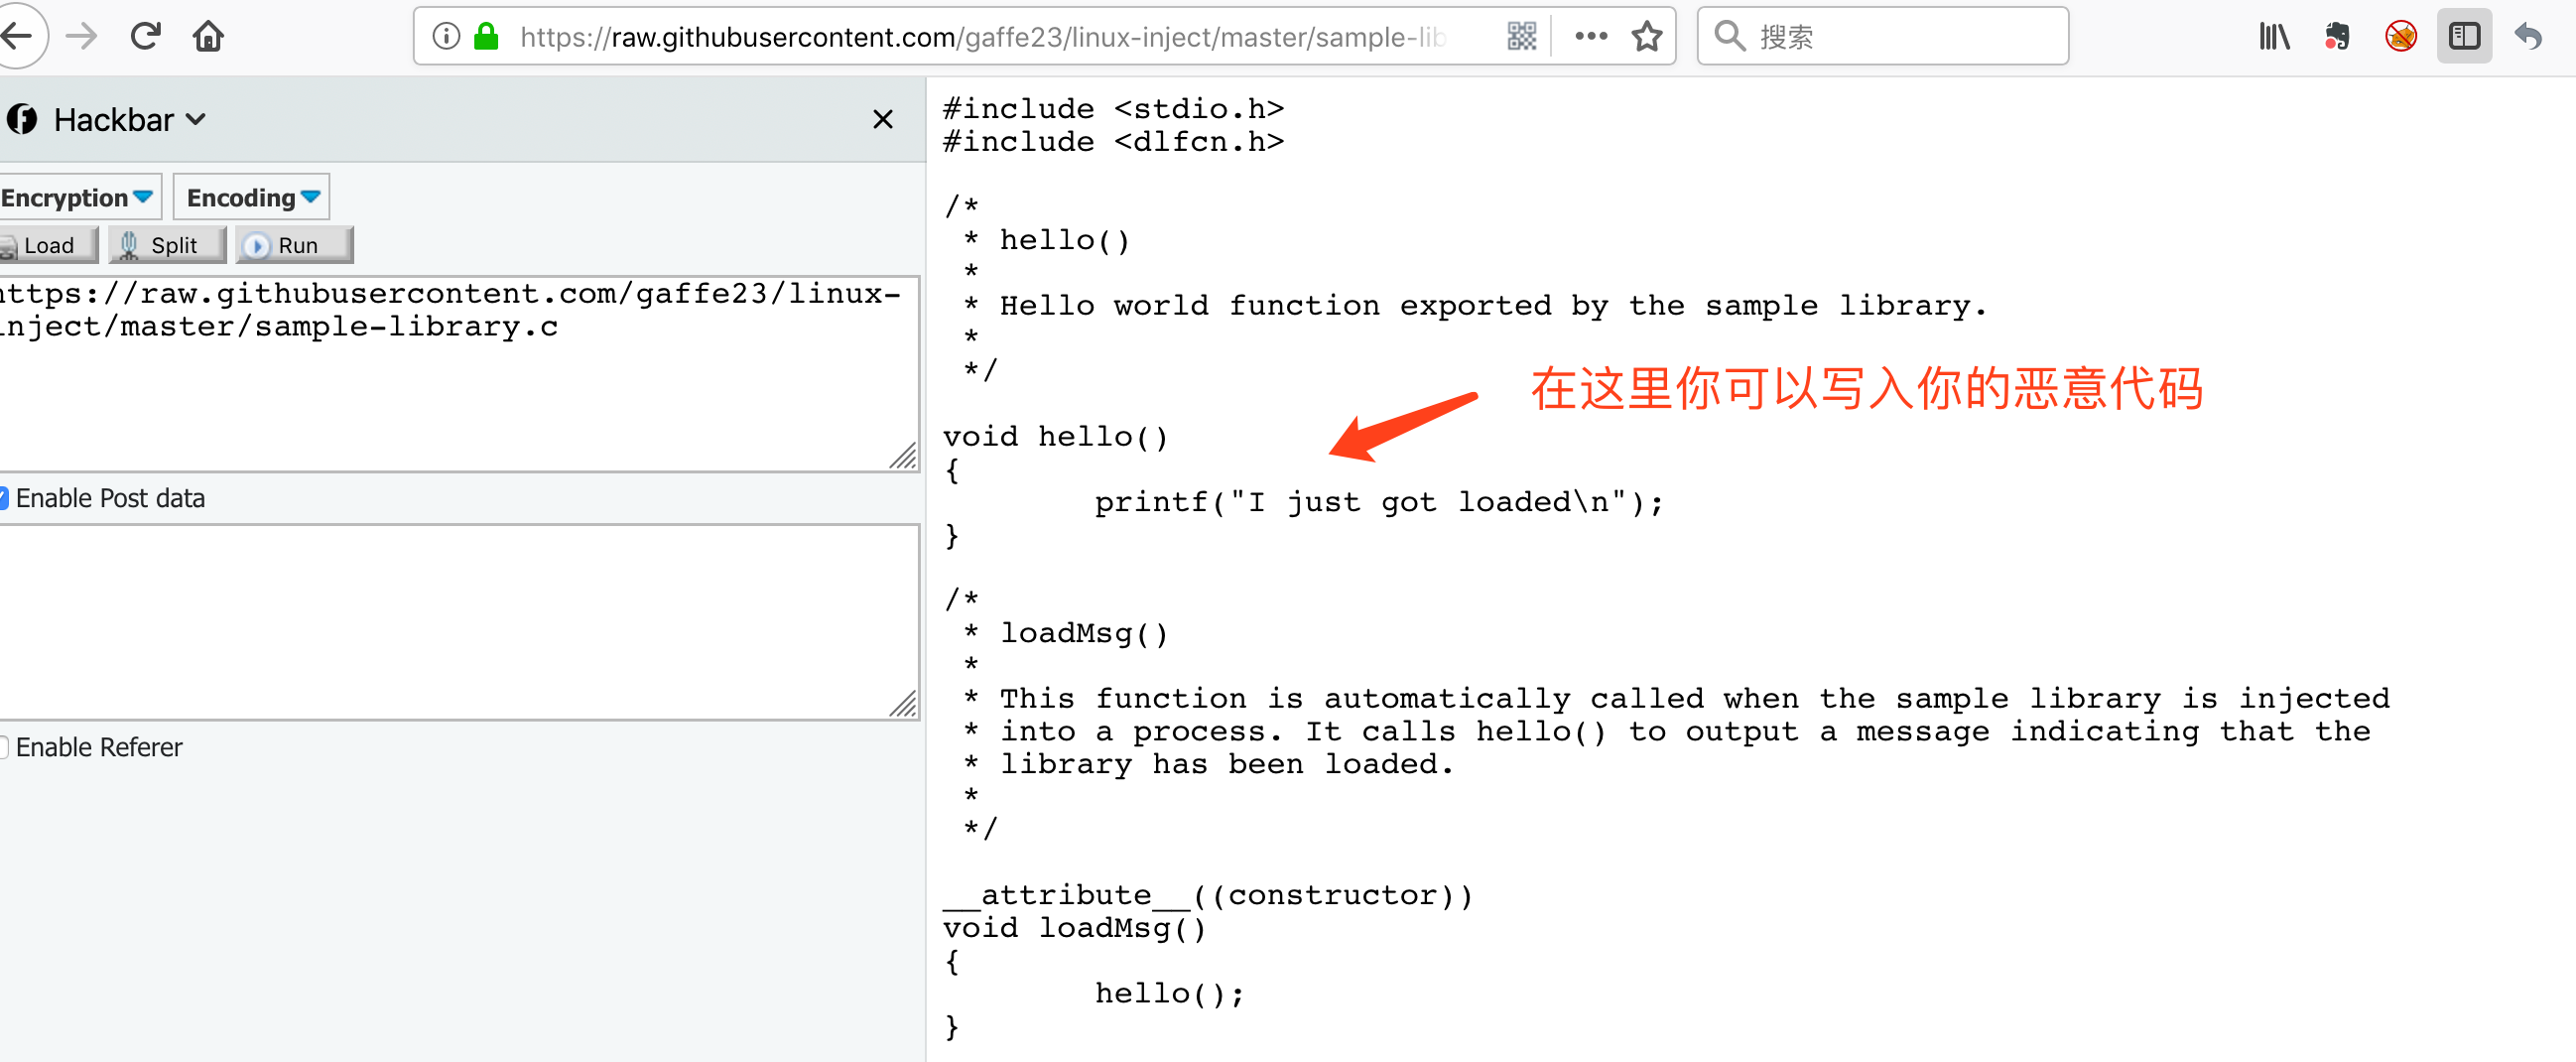 https://raw.githubusercontent.com/gaffe23/linux-inject/master/sample-lib
搜索
Hackbar
Encryption Encoding
Load Split Run
https://raw.githubusercontent.com/gaffe23/linux-
inject/master/sample-library.c
Enable Post data
Enable Referer
#include <stdio.h>
#include <dlfcn.h>
/*
 * hello()
 *
 * Hello world function exported by the sample library.
 *
 */
在这里你可以写入你的恶意代码
void hello()
{
        printf("I just got loaded\n");
}
/*
 * loadMsg()
 *
 * This function is automatically called when the sample library is injected
 * into a process. It calls hello() to output a message indicating that the
 * library has been loaded.
 *
 */
__attribute__((constructor))
void loadMsg()
{
        hello();
}